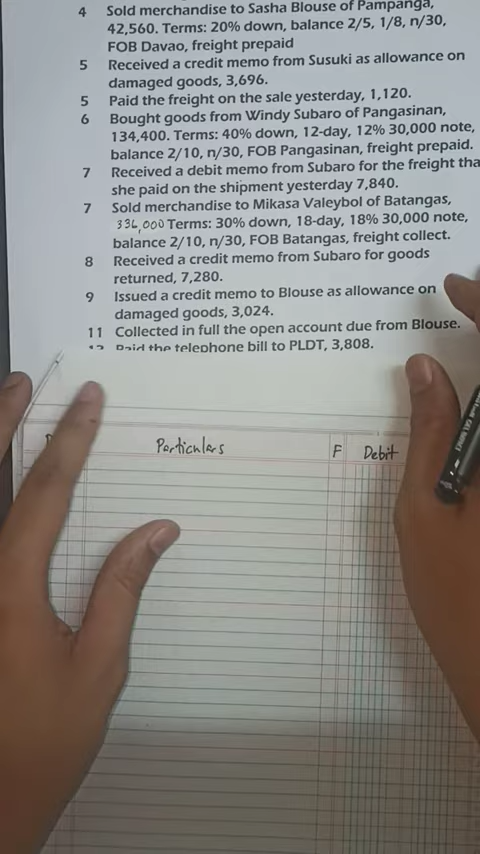 4 Sold merchandise to Sasha Blouse of Pampanga,
42,560. Terms: 20% down, balance 2/5, 1/8, n/30,
FOB Davao, freight prepaid
5 Received a credit memo from Susuki as allowance on
damaged goods, 3,696.
5 Paid the freight on the sale yesterday, 1,120.
6 Bought goods from Windy Subaro of Pangasinan,
134,400. Terms: 40% down, 12-day, 12% 30,000 note,
balance 2/10, n/30, FOB Pangasinan, freight prepaid.
7 Received a debit memo from Subaro for the freight tha
she paid on the shipment yesterday 7,840.
7 Sold merchandise to Mikasa Valeybol of Batangas,
336,000 Terms: 30% down, 18-day, 18% 30,000 note,
balance 2/10, n/30, FOB Batangas, freight collect.
8 Received a credit memo from Subaro for goods
returned, 7,280.
9 Issued a credit memo to Blouse as allowance on
damaged goods, 3,024.
11 Collected in full the open account due from Blouse.
Paid the telephone bill to PLDT, 3,808.
Particulars F Debit